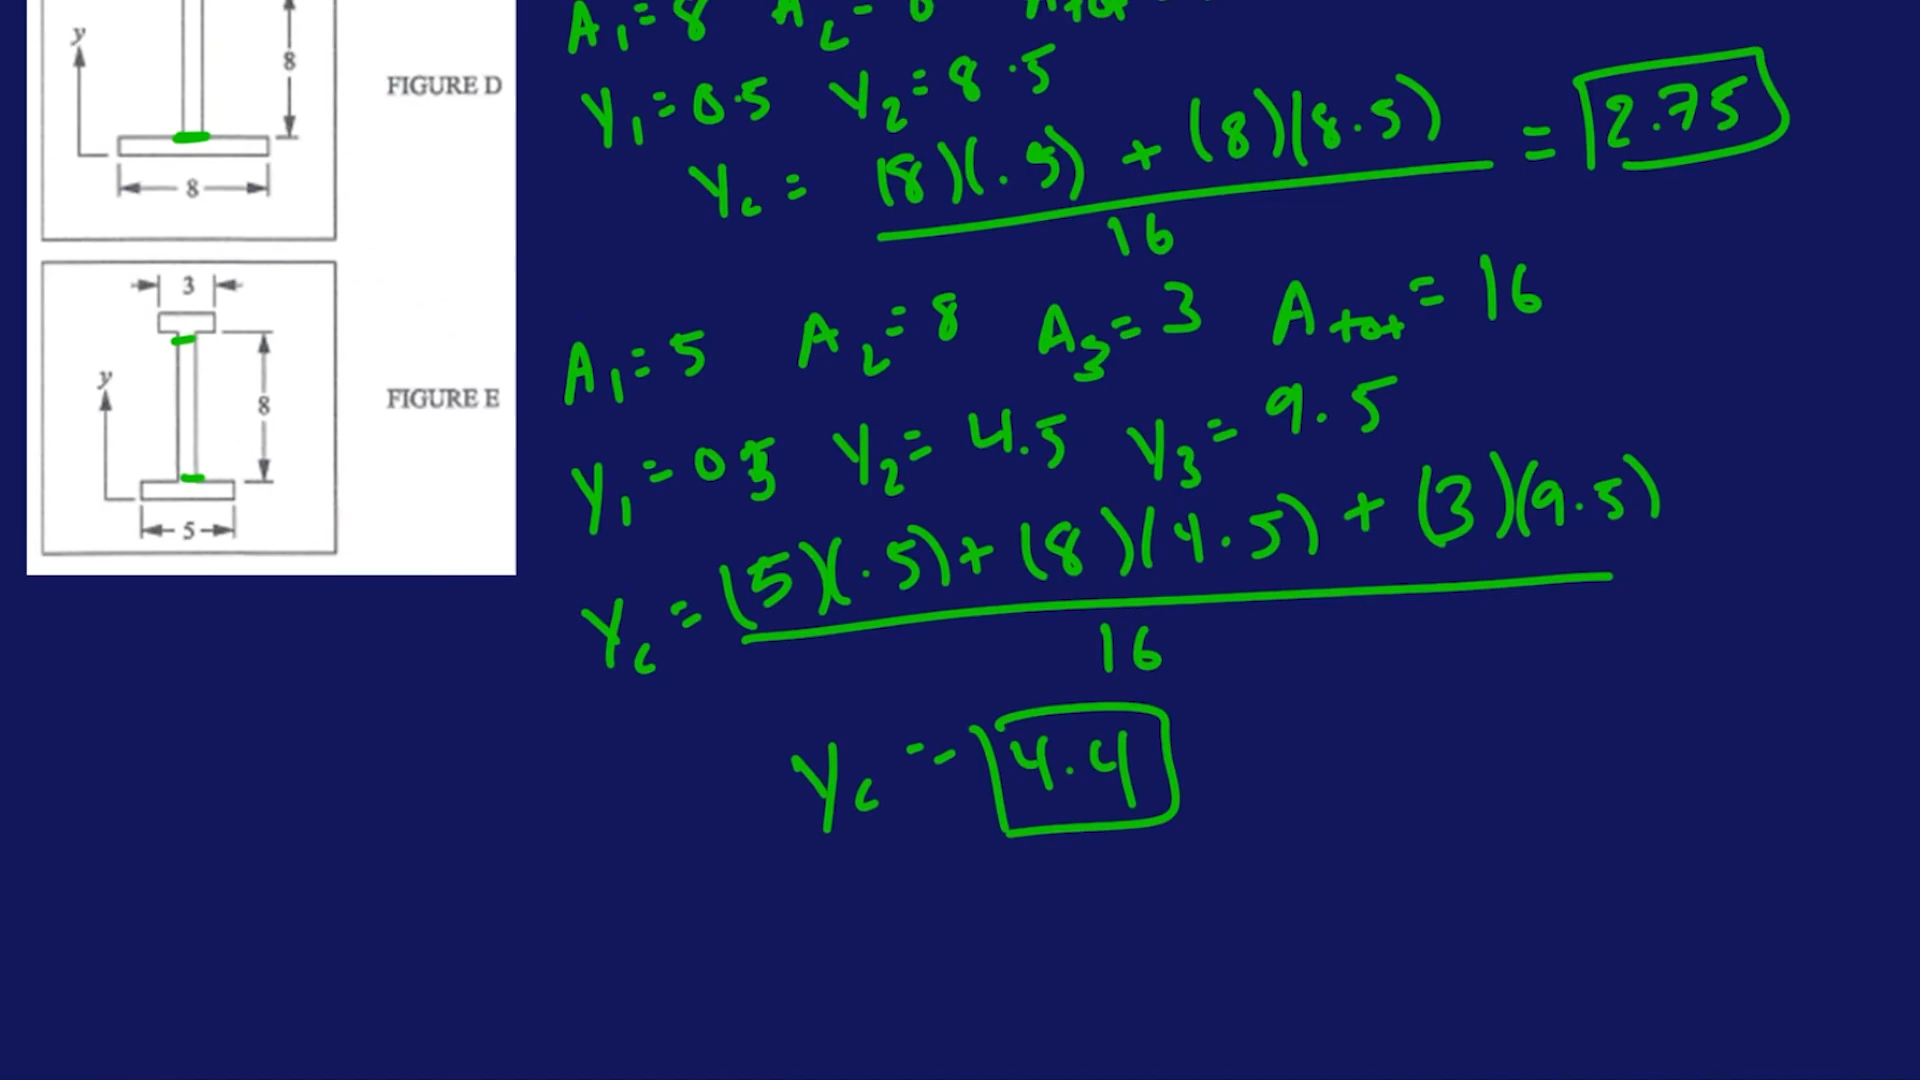 A₁=8
y
8
FIGURE D
8
Y₁=0.5 Y₂=8.5
Yc = (8)(.5) + (8)(8.5) / 16 = 2.75
3
y
8
FIGURE E
5
A₁=5 A₂=8 A₃=3 Atot=16
Y₁=0.5 Y₂=4.5 Y₃=9.5
Yc = (5)(.5)+(8)(4.5)+(3)(9.5) / 16
Yc = 4.4